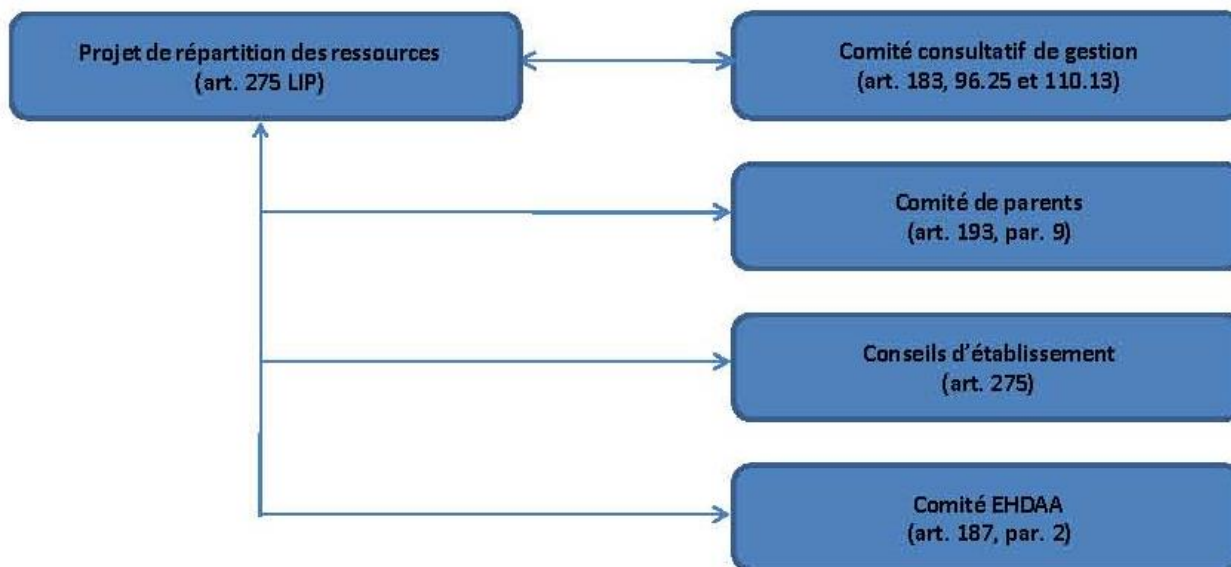 Projet de répartition des ressources
(art. 275 LIP)
Comité consultatif de gestion
(art. 183, 96.25 et 110.13)
Comité de parents
(art. 193, par. 9)
Conseils d'établissement
(art. 275)
Comité EHDAA
(art. 187, par. 2)